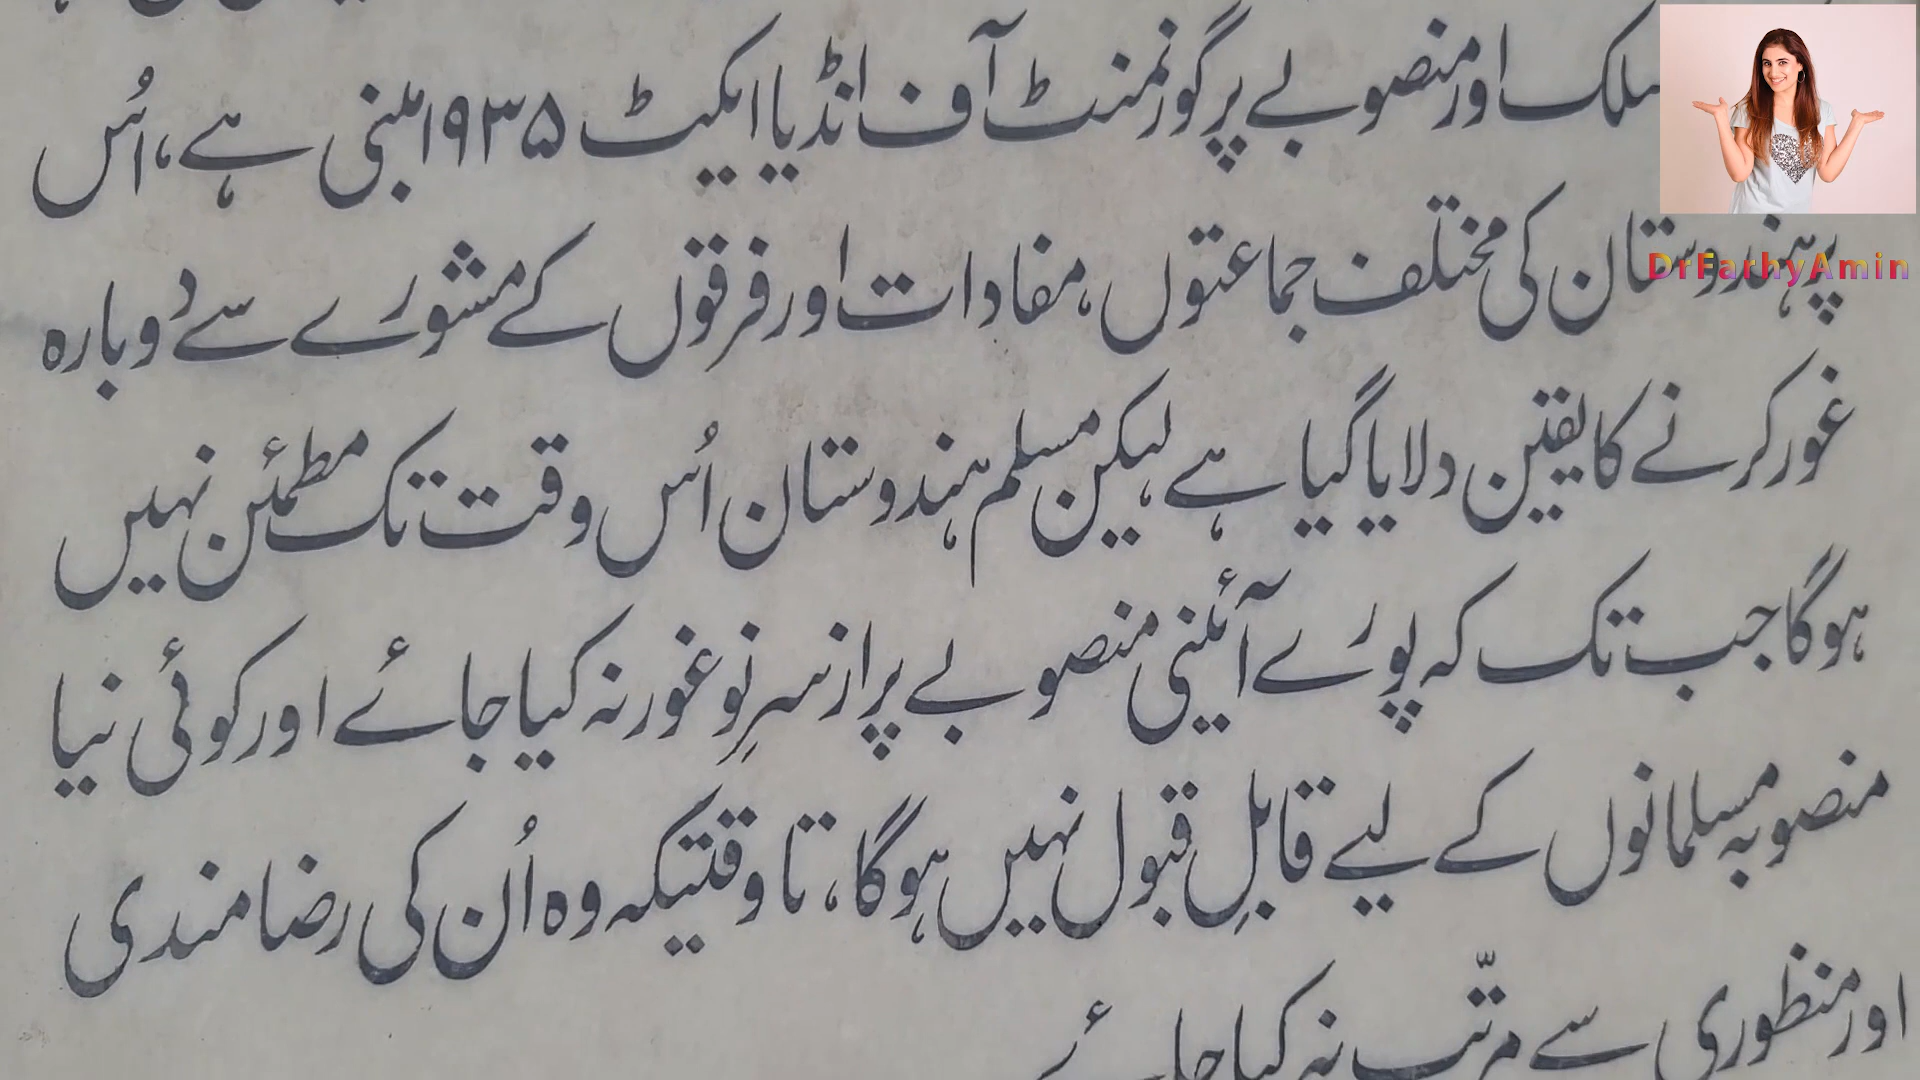 اور منصوبے پر گورنمنٹ آف انڈیا ایکٹ ۱۹۳۵ مبنی ہے، اُس
پر ہندوستان کی مختلف جماعتوں، مفادات اور فرقوں کے مشورے سے دوبارہ
غور کرنے کا یقین دلایا گیا ہے لیکن مسلم ہندوستان اُس وقت تک مطمئن نہیں
ہوگا جب تک کہ پورے آئینی منصوبے پر از سرِ نو غور نہ کیا جائے اور کوئی نیا
منصوبہ مسلمانوں کے لیے قابلِ قبول نہیں ہوگا، تاوقتیکہ وہ اُن کی رضامندی
اور منظوری سے مرتّب نہ کیا جائے
DrFarhyAmin